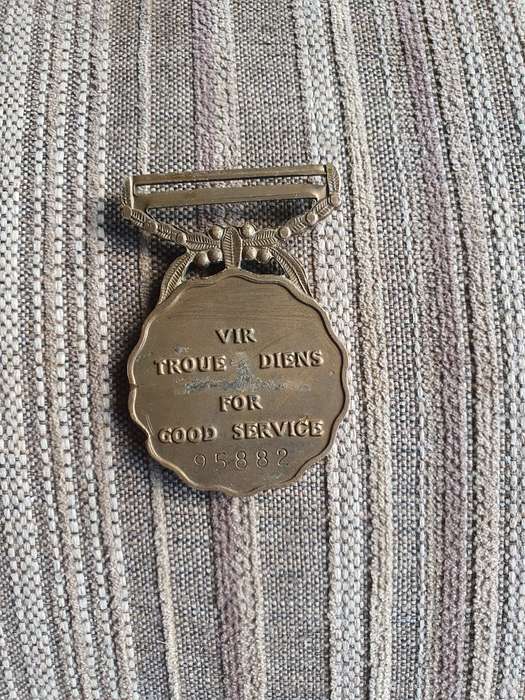 VIR
TROUE DIENS
FOR
GOOD SERVICE
95882